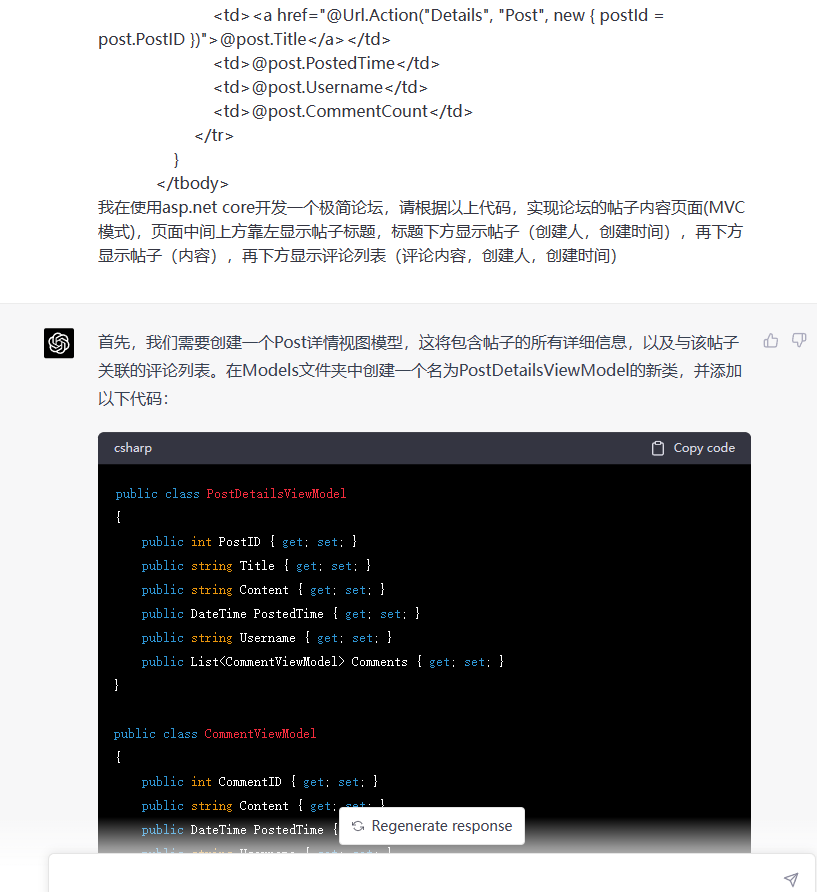 <td><a href="@Url.Action("Details", "Post", new { postId =
post.PostID })">@post.Title</a></td>
<td>@post.PostedTime</td>
<td>@post.Username</td>
<td>@post.CommentCount</td>
</tr>
}
</tbody>
我在使用asp.net core开发一个极简论坛，请根据以上代码，实现论坛的帖子内容页面(MVC
模式)，页面中间上方靠左显示帖子标题，标题下方显示帖子（创建人，创建时间），再下方
显示帖子（内容），再下方显示评论列表（评论内容，创建人，创建时间）
首先，我们需要创建一个Post详情视图模型，这将包含帖子的所有详细信息，以及与该帖子
关联的评论列表。在Models文件夹中创建一个名为PostDetailsViewModel的新类，并添加
以下代码：
csharp
Copy code
public class PostDetailsViewModel
{
public int PostID { get; set; }
public string Title { get; set; }
public string Content { get; set; }
public DateTime PostedTime { get; set; }
public string Username { get; set; }
public List<CommentViewModel> Comments { get; set; }
}
public class CommentViewModel
{
public int CommentID { get; set; }
public string Content { get; set; }
public DateTime PostedTime {
Regenerate response